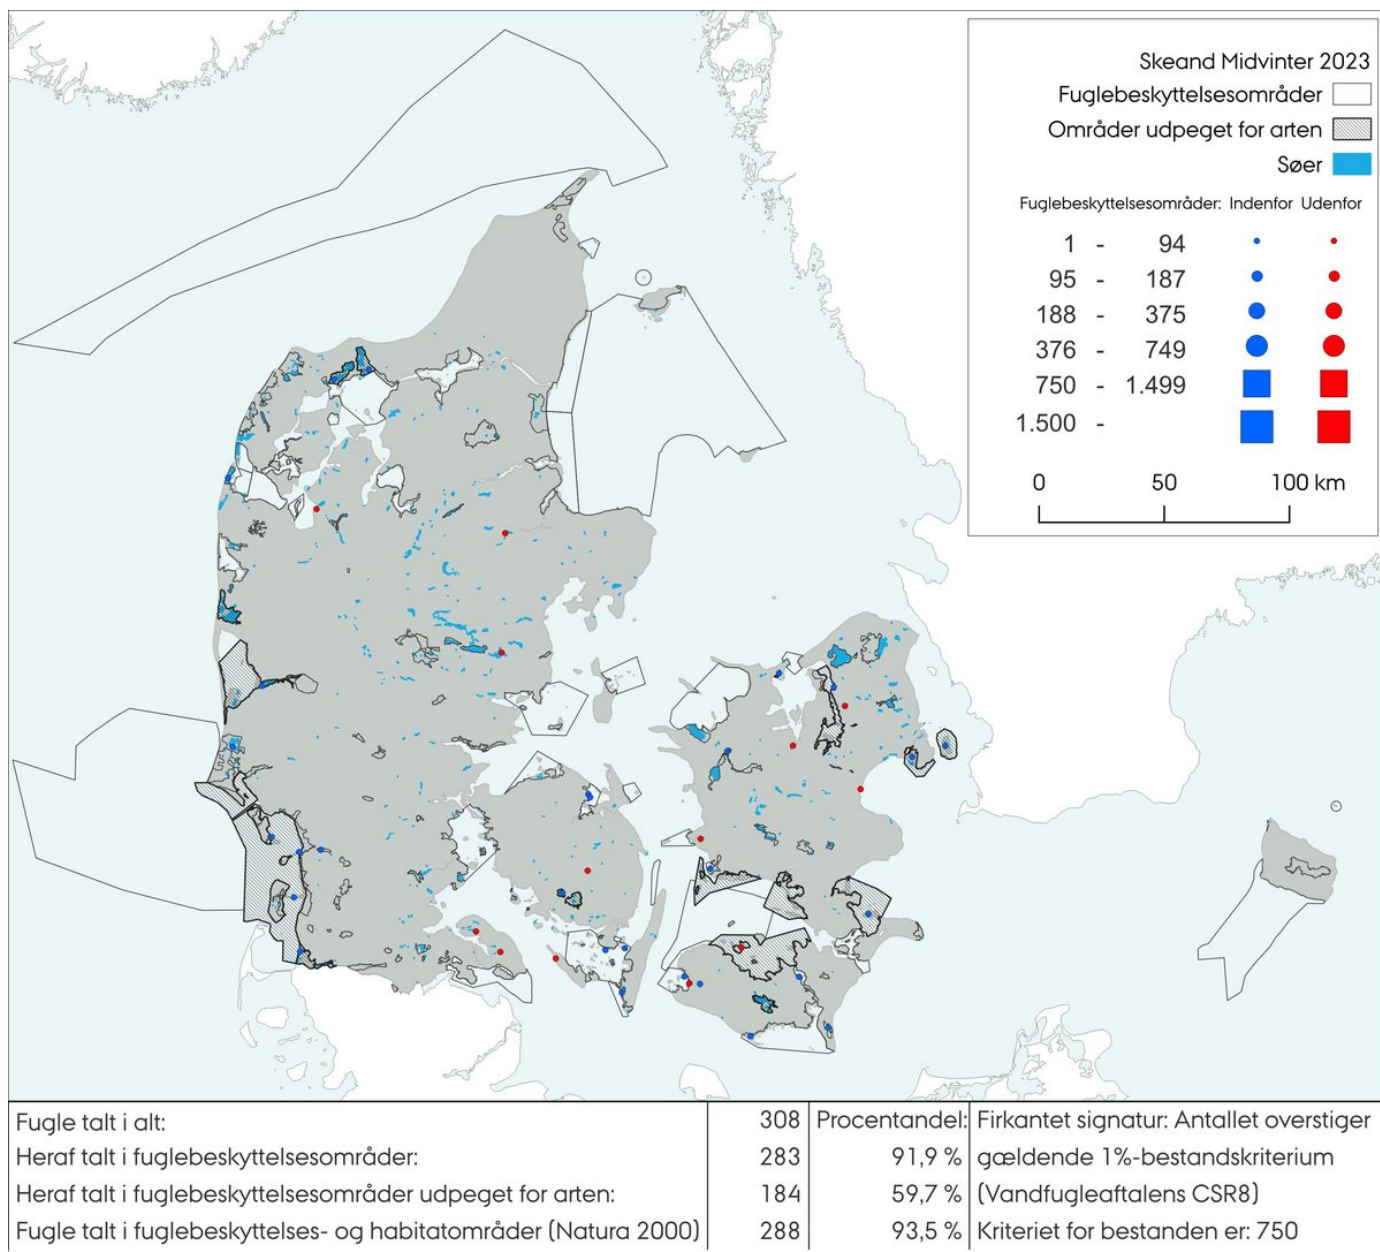 Skeand Midvinter 2023
Fuglebeskyttelsesområder
Områder udpeget for arten
Søer
Fuglebeskyttelsesområder: Indenfor Udenfor
1 - 94
95 - 187
188 - 375
376 - 749
750 - 1.499
1.500 -
0 50 100 km
Fugle talt i alt: 308 Procentandel: Firkantet signatur: Antallet overstiger
Heraf talt i fuglebeskyttelsesområder: 283 91,9 % gældende 1%-bestandskriterium
Heraf talt i fuglebeskyttelsesområder udpeget for arten: 184 59,7 % (Vandfugleaftalens CSR8)
Fugle talt i fuglebeskyttelses- og habitatområder (Natura 2000) 288 93,5 % Kriteriet for bestanden er: 750